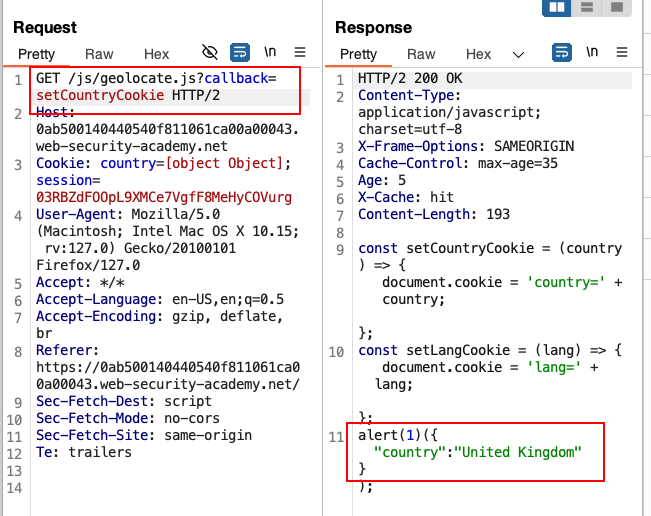 Request
Pretty Raw Hex \n
1 GET /js/geolocate.js?callback=
setCountryCookie HTTP/2
2 Host:
0ab500140440540f811061ca00a00043.
web-security-academy.net
3 Cookie: country=[object Object];
session=
03RBZdFOOpL9XMCe7VgfF8MeHyCOVurg
4 User-Agent: Mozilla/5.0
(Macintosh; Intel Mac OS X 10.15;
rv:127.0) Gecko/20100101
Firefox/127.0
5 Accept: */*
6 Accept-Language: en-US,en;q=0.5
7 Accept-Encoding: gzip, deflate,
br
8 Referer:
https://0ab500140440540f811061ca0
0a00043.web-security-academy.net/
9 Sec-Fetch-Dest: script
10 Sec-Fetch-Mode: no-cors
11 Sec-Fetch-Site: same-origin
12 Te: trailers
13
14
Response
Pretty Raw Hex \n
1 HTTP/2 200 OK
2 Content-Type:
application/javascript;
charset=utf-8
3 X-Frame-Options: SAMEORIGIN
4 Cache-Control: max-age=35
5 Age: 5
6 X-Cache: hit
7 Content-Length: 193
8
9 const setCountryCookie = (country
) => {
document.cookie = 'country=' +
country;
};
10 const setLangCookie = (lang) => {
document.cookie = 'lang=' +
lang;
};
11 alert(1)({
"country":"United Kingdom"
}
);